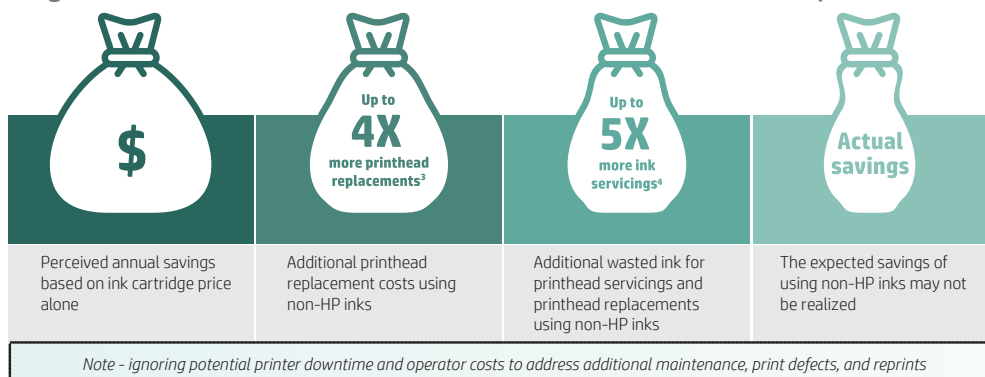 $
Up to
4X
more printhead
replacements³
Up to
5X
more ink
servicings⁴
Actual
savings
Perceived annual savings
based on ink cartridge price
alone
Additional printhead
replacement costs using
non-HP inks
Additional wasted ink for
printhead servicings and
printhead replacements
using non-HP inks
The expected savings of
using non-HP inks may not
be realized
Note - ignoring potential printer downtime and operator costs to address additional maintenance, print defects, and reprints